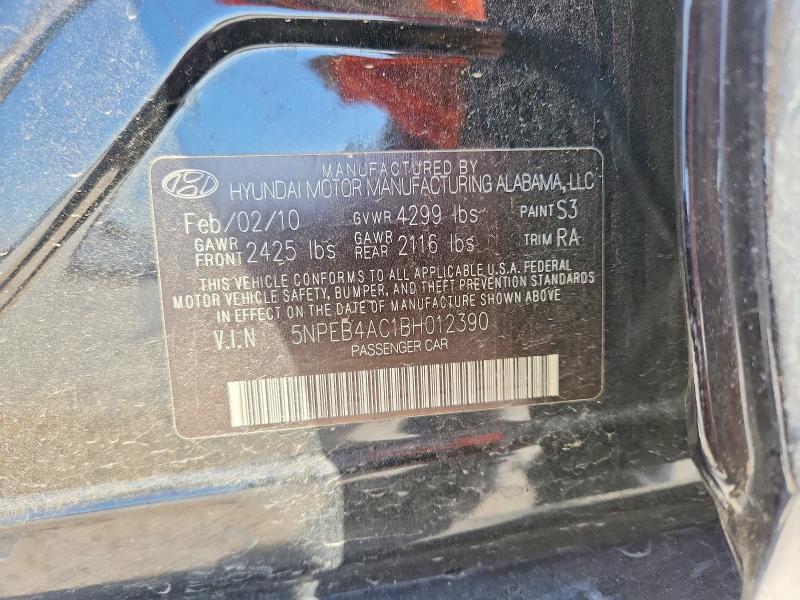 MANUFACTURED BY
HYUNDAI MOTOR MANUFACTURING ALABAMA, LLC
Feb/02/10 GVWR 4299 lbs PAINT S3
GAWR FRONT 2425 lbs GAWR REAR 2116 lbs TRIM RA
THIS VEHICLE CONFORMS TO ALL APPLICABLE U.S.A. FEDERAL
MOTOR VEHICLE SAFETY, BUMPER, AND THEFT PREVENTION STANDARDS
IN EFFECT ON THE DATE OF MANUFACTURE SHOWN ABOVE
V.I.N 5NPEB4AC1BH012390
PASSENGER CAR